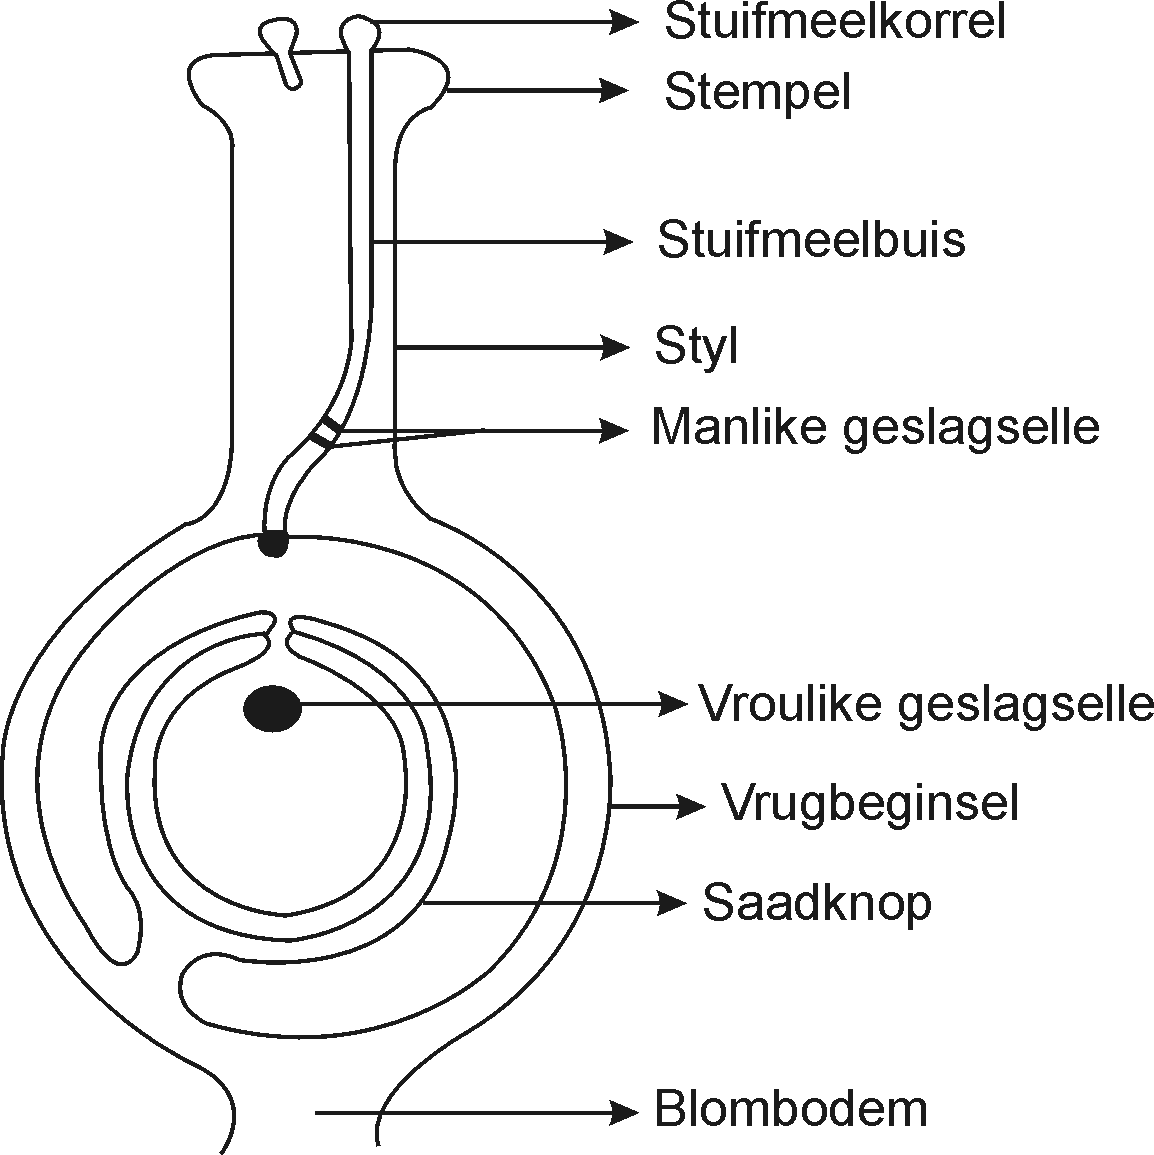 Stuifmeelkorrel
Stempel
Stuifmeelbuis
Styl
Manlike geslagselle
Vroulike geslagselle
Vrugbeginsel
Saadknop
Blombodem